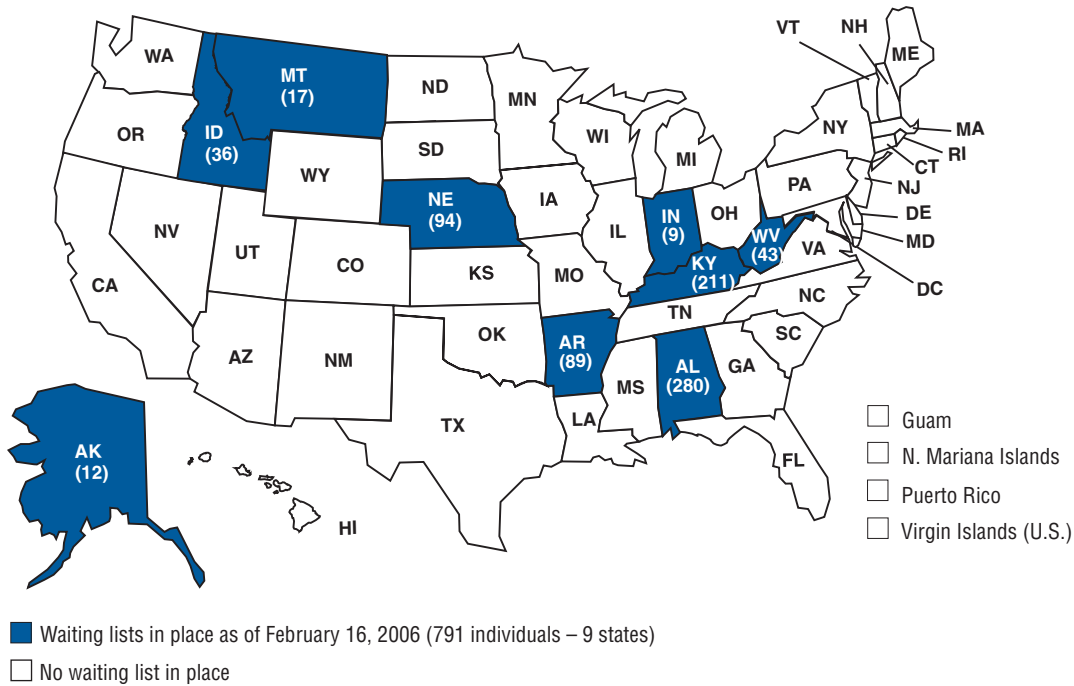 VT
NH
ME
WA
MT
(17)
ND
MN
OR
ID
(36)
WI
NY
MA
SD
MI
RI
CT
WY
PA
NJ
NE
(94)
IA
IN
(9)
OH
DE
NV
IL
WV
(43)
MD
UT
CO
VA
KY
(211)
CA
KS
MO
DC
NC
TN
OK
AR
(89)
SC
AZ
NM
AL
(280)
GA
MS
LA
TX
Guam
AK
(12)
N. Mariana Islands
FL
Puerto Rico
HI
Virgin Islands (U.S.)
Waiting lists in place as of February 16, 2006 (791 individuals – 9 states)
No waiting list in place